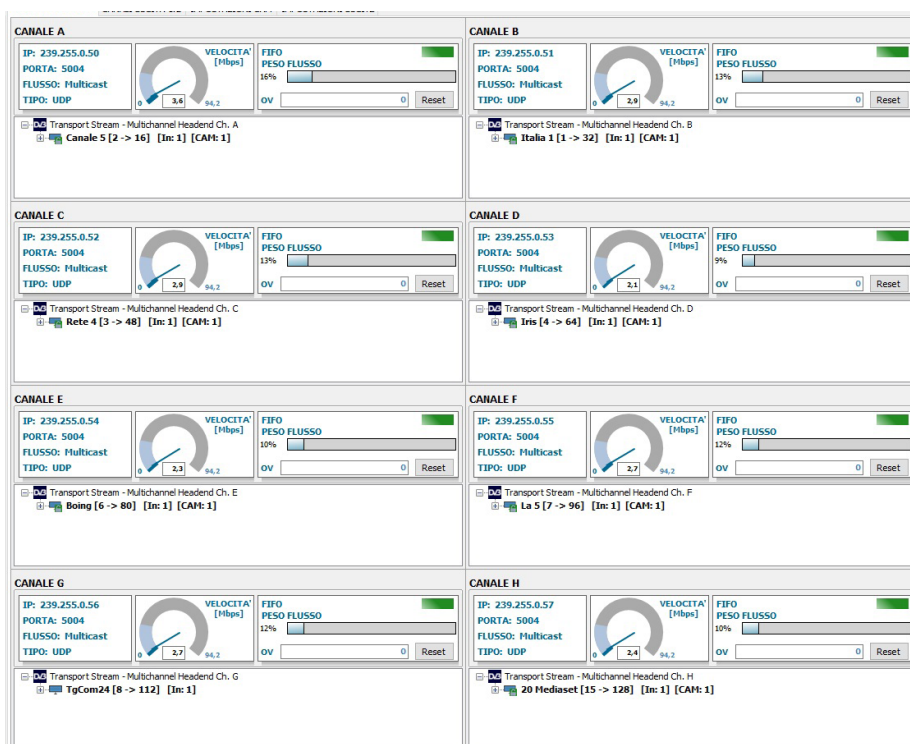 CANALE A
IP: 239.255.0.50
PORTA: 5004
FLUSSO: Multicast
TIPO: UDP
VELOCITA'
[Mbps]
0
3,6
94,2
FIFO
PESO FLUSSO
16%
OV 0 Reset
Transport Stream - Multichannel Headend Ch. A
Canale 5 [2 -> 16] [In: 1] [CAM: 1]
CANALE B
IP: 239.255.0.51
PORTA: 5004
FLUSSO: Multicast
TIPO: UDP
VELOCITA'
[Mbps]
0
2,9
94,2
FIFO
PESO FLUSSO
13%
OV 0 Reset
Transport Stream - Multichannel Headend Ch. B
Italia 1 [1 -> 32] [In: 1] [CAM: 1]
CANALE C
IP: 239.255.0.52
PORTA: 5004
FLUSSO: Multicast
TIPO: UDP
VELOCITA'
[Mbps]
0
2,9
94,2
FIFO
PESO FLUSSO
13%
OV 0 Reset
Transport Stream - Multichannel Headend Ch. C
Rete 4 [3 -> 48] [In: 1] [CAM: 1]
CANALE D
IP: 239.255.0.53
PORTA: 5004
FLUSSO: Multicast
TIPO: UDP
VELOCITA'
[Mbps]
0
2,1
94,2
FIFO
PESO FLUSSO
9%
OV 0 Reset
Transport Stream - Multichannel Headend Ch. D
Iris [4 -> 64] [In: 1] [CAM: 1]
CANALE E
IP: 239.255.0.54
PORTA: 5004
FLUSSO: Multicast
TIPO: UDP
VELOCITA'
[Mbps]
0
2,3
94,2
FIFO
PESO FLUSSO
10%
OV 0 Reset
Transport Stream - Multichannel Headend Ch. E
Boing [6 -> 80] [In: 1] [CAM: 1]
CANALE F
IP: 239.255.0.55
PORTA: 5004
FLUSSO: Multicast
TIPO: UDP
VELOCITA'
[Mbps]
0
2,7
94,2
FIFO
PESO FLUSSO
12%
OV 0 Reset
Transport Stream - Multichannel Headend Ch. F
La 5 [7 -> 96] [In: 1] [CAM: 1]
CANALE G
IP: 239.255.0.56
PORTA: 5004
FLUSSO: Multicast
TIPO: UDP
VELOCITA'
[Mbps]
0
2,7
94,2
FIFO
PESO FLUSSO
12%
OV 0 Reset
Transport Stream - Multichannel Headend Ch. G
TgCom24 [8 -> 112] [In: 1]
CANALE H
IP: 239.255.0.57
PORTA: 5004
FLUSSO: Multicast
TIPO: UDP
VELOCITA'
[Mbps]
0
2,4
94,2
FIFO
PESO FLUSSO
10%
OV 0 Reset
Transport Stream - Multichannel Headend Ch. H
20 Mediaset [15 -> 128] [In: 1] [CAM: 1]